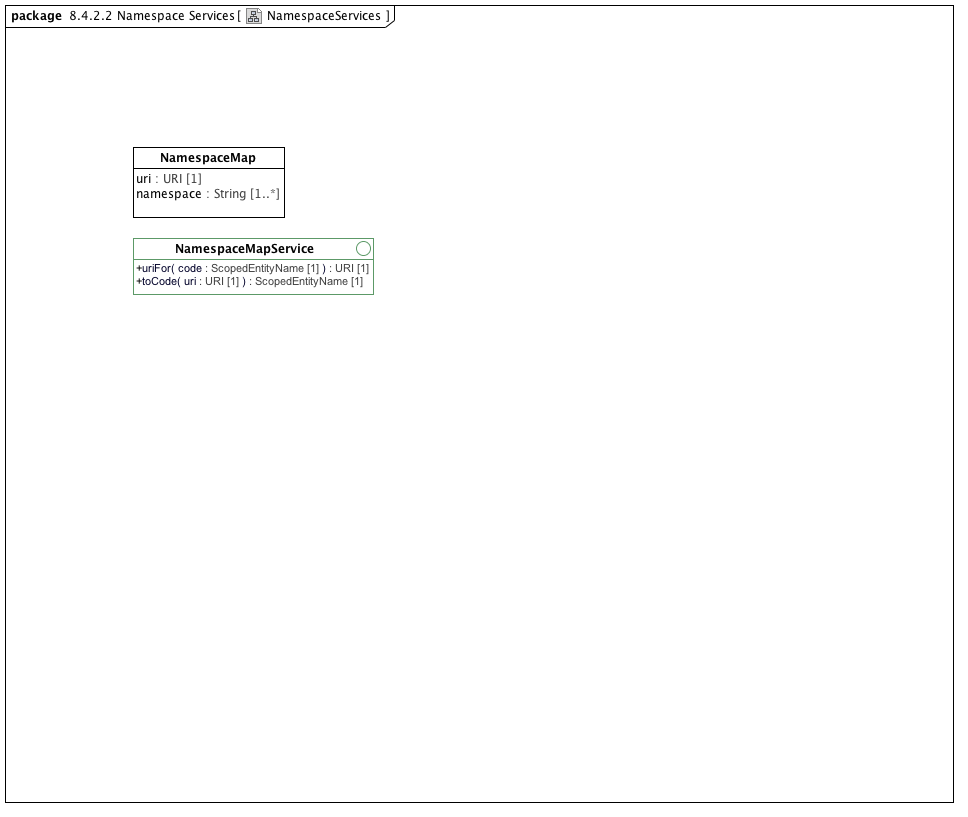 package 8.4.2.2 Namespace Services[ NamespaceServices ]
NamespaceMap
uri : URI [1]
namespace : String [1..*]
NamespaceMapService
+uriFor( code : ScopedEntityName [1] ) : URI [1]
+toCode( uri : URI [1] ) : ScopedEntityName [1]